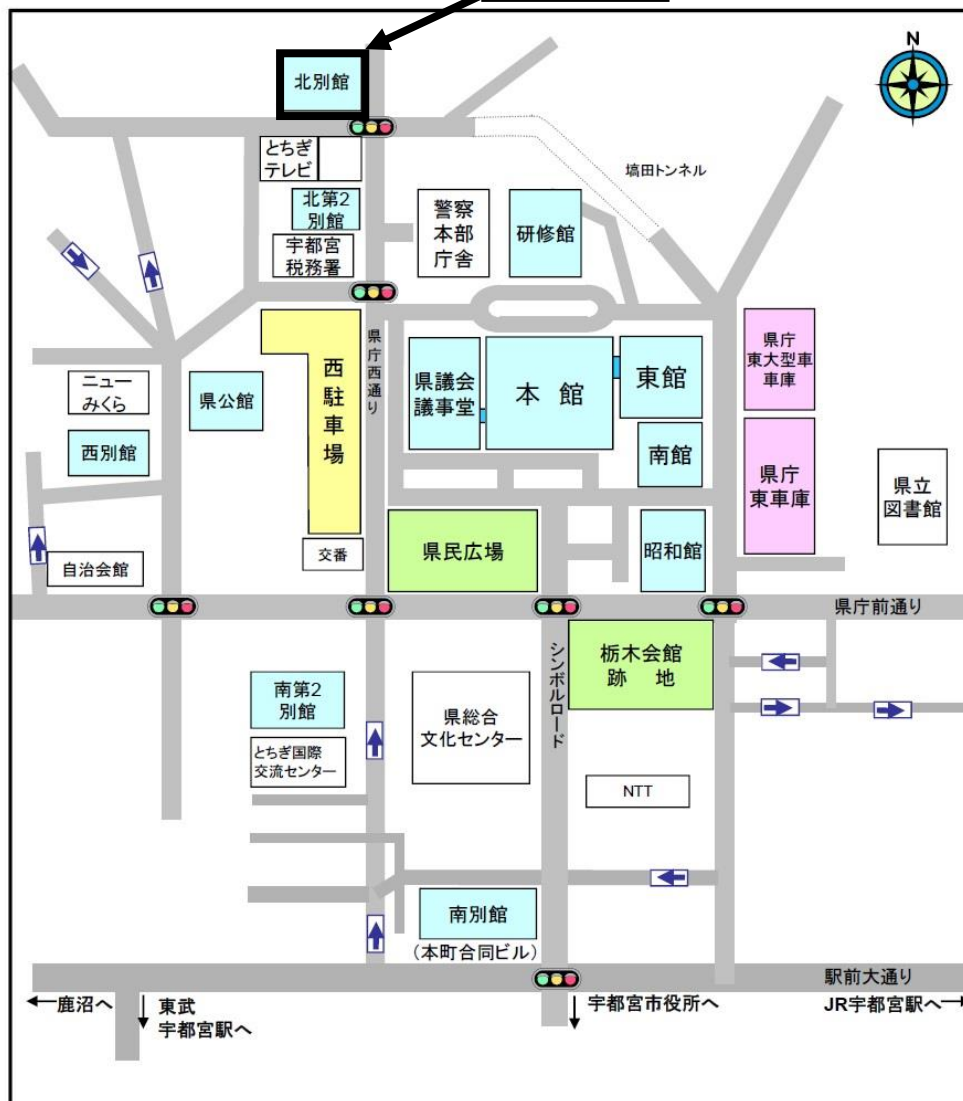 N
北別館
とちぎ
テレビ
塙田トンネル
北第2
別館
警察
本部
庁舎
研修館
宇都宮
税務署
県庁西通り
県庁
東大型車
車庫
西駐車場
県議会
議事堂
本 館
東館
ニュー
みくら
県公館
西別館
南館
県庁
東車庫
県立
図書館
交番
県民広場
昭和館
自治会館
県庁前通り
シンボルロード
栃木会館
跡 地
南第2
別館
県総合
文化センター
とちぎ国際
交流センター
NTT
南別館
(本町合同ビル)
駅前大通り
鹿沼へ
東武
宇都宮駅へ
宇都宮市役所へ
JR宇都宮駅へ